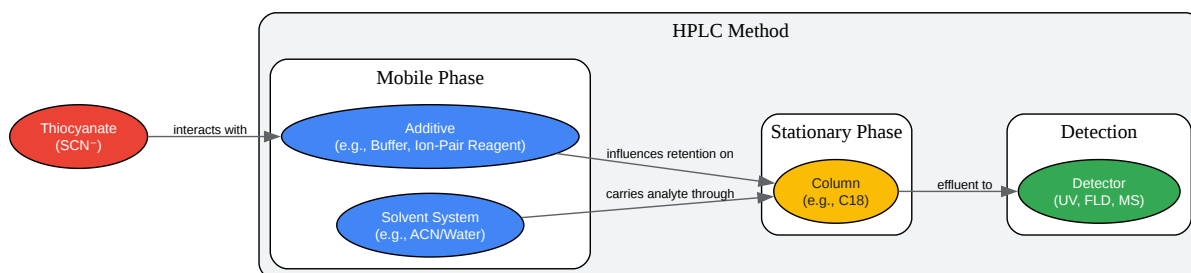 HPLC Method
Mobile Phase
Thiocyanate
(SCN⁻)
interacts with
Additive
(e.g., Buffer, Ion-Pair Reagent)
influences retention on
Solvent System
(e.g., ACN/Water)
carries analyte through
Stationary Phase
Column
(e.g., C18)
effluent to
Detection
Detector
(UV, FLD, MS)